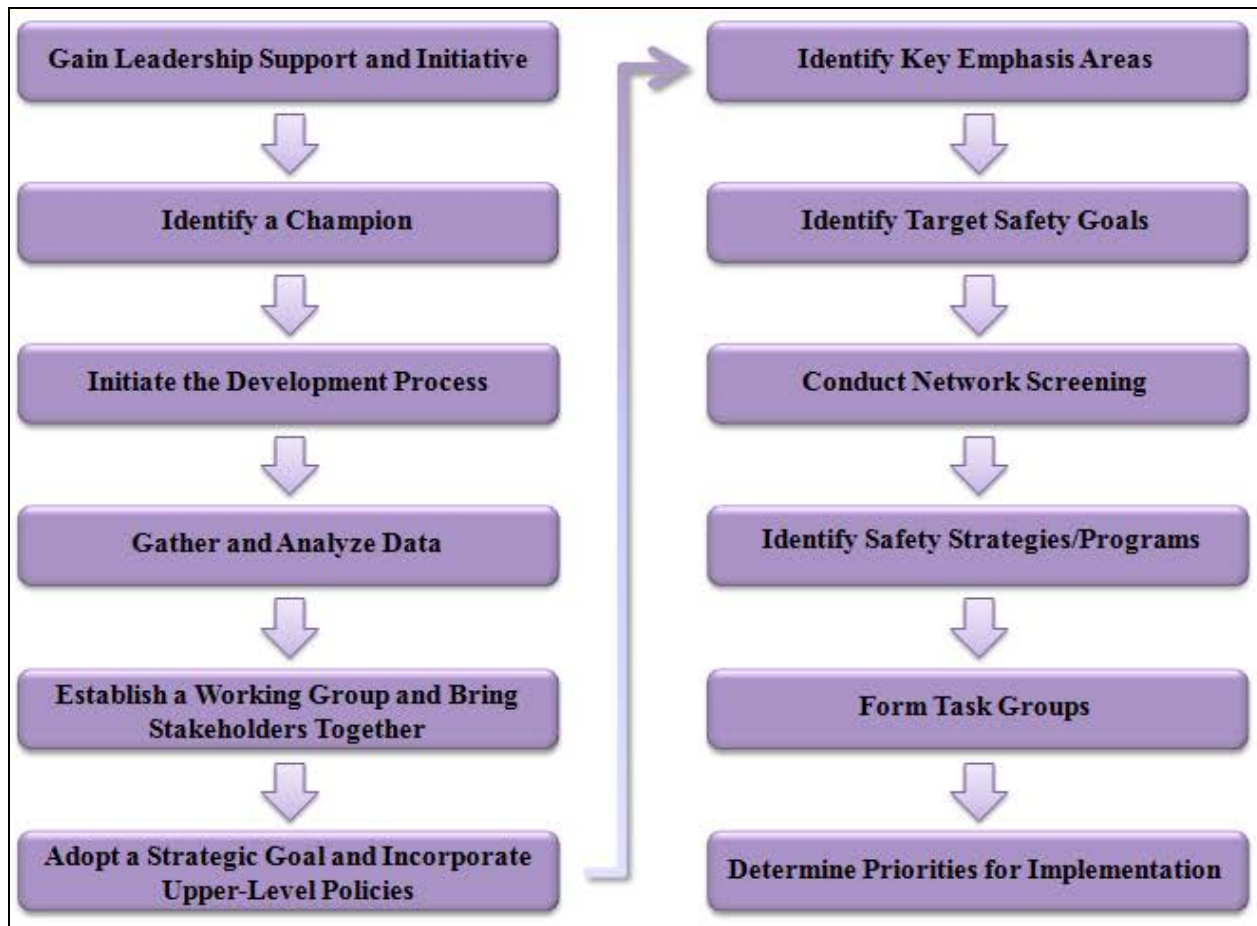 Gain Leadership Support and Initiative
Identify a Champion
Initiate the Development Process
Gather and Analyze Data
Establish a Working Group and Bring
Stakeholders Together
Adopt a Strategic Goal and Incorporate
Upper-Level Policies
Identify Key Emphasis Areas
Identify Target Safety Goals
Conduct Network Screening
Identify Safety Strategies/Programs
Form Task Groups
Determine Priorities for Implementation